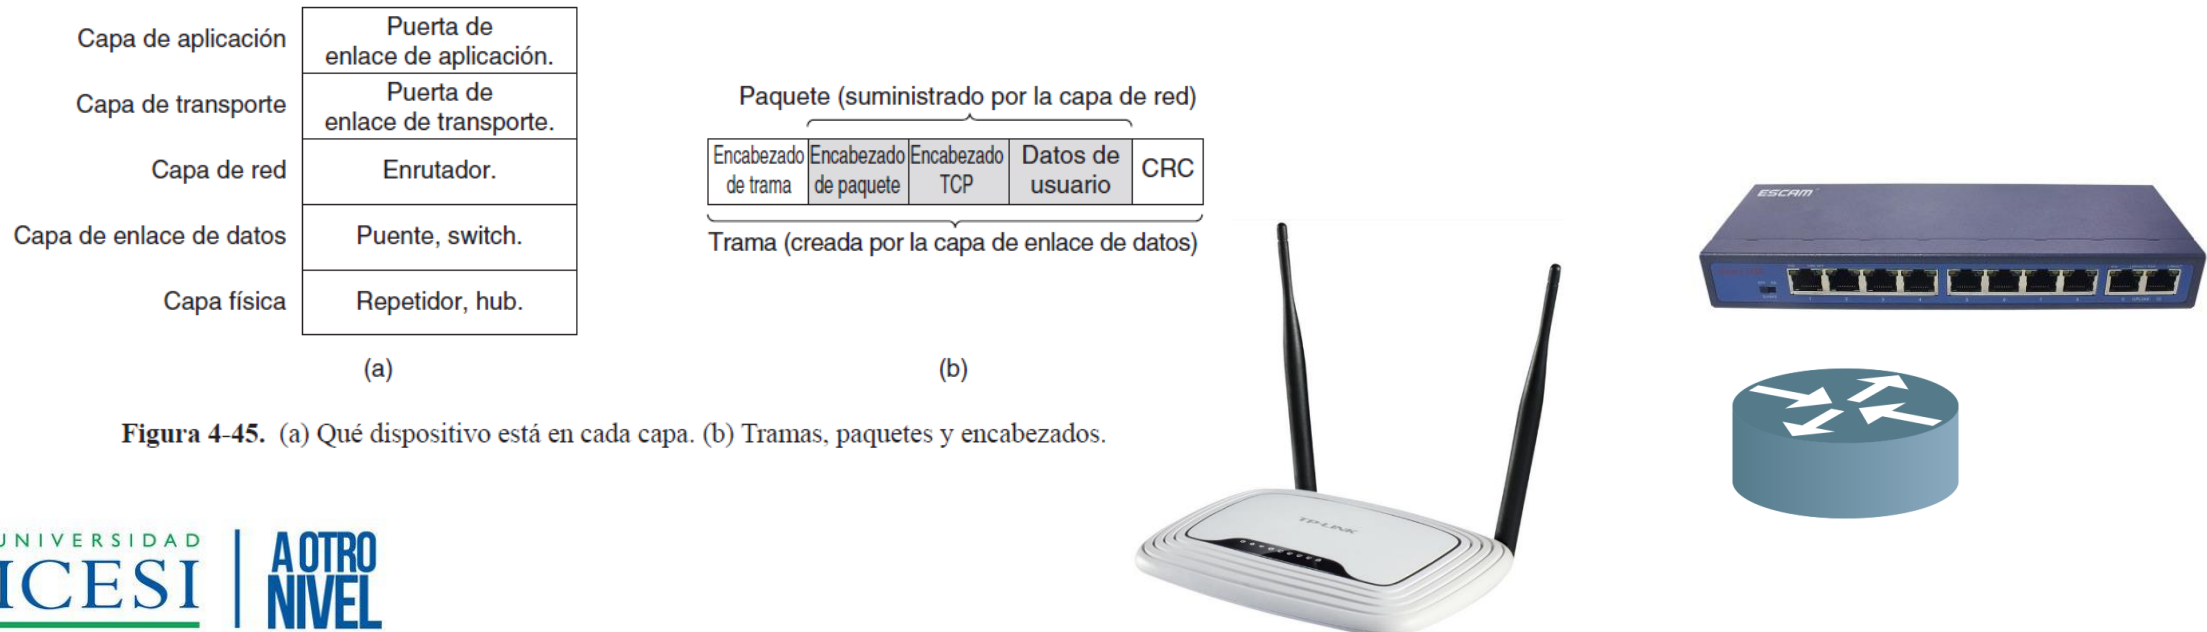 Capa de aplicación
Puerta de
enlace de aplicación.
Capa de transporte
Puerta de
enlace de transporte.
Capa de red
Enrutador.
Capa de enlace de datos
Puente, switch.
Capa física
Repetidor, hub.
(a)
Paquete (suministrado por la capa de red)
Encabezado
de trama
Encabezado
de paquete
Encabezado
TCP
Datos de
usuario
CRC
Trama (creada por la capa de enlace de datos)
(b)
Figura 4-45. (a) Qué dispositivo está en cada capa. (b) Tramas, paquetes y encabezados.
ESCAM
TP-LINK
UNIVERSIDAD
ICESI
A OTRO
NIVEL